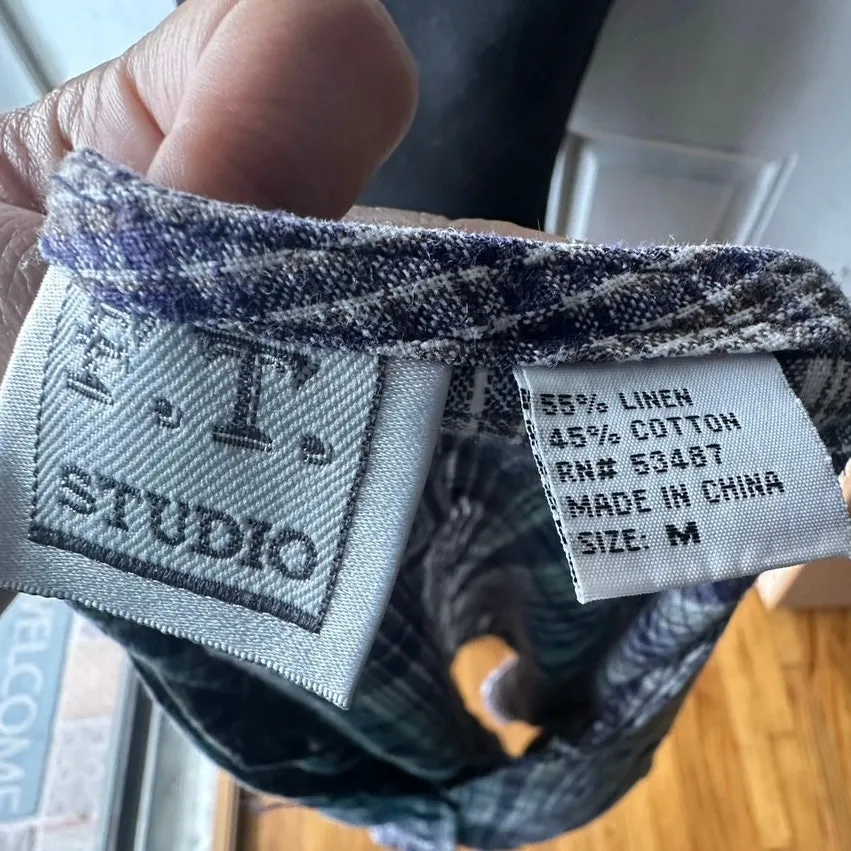 F.T.
STUDIO
55% LINEN
45% COTTON
RN# 53487
MADE IN CHINA
SIZE: M
WELCOME